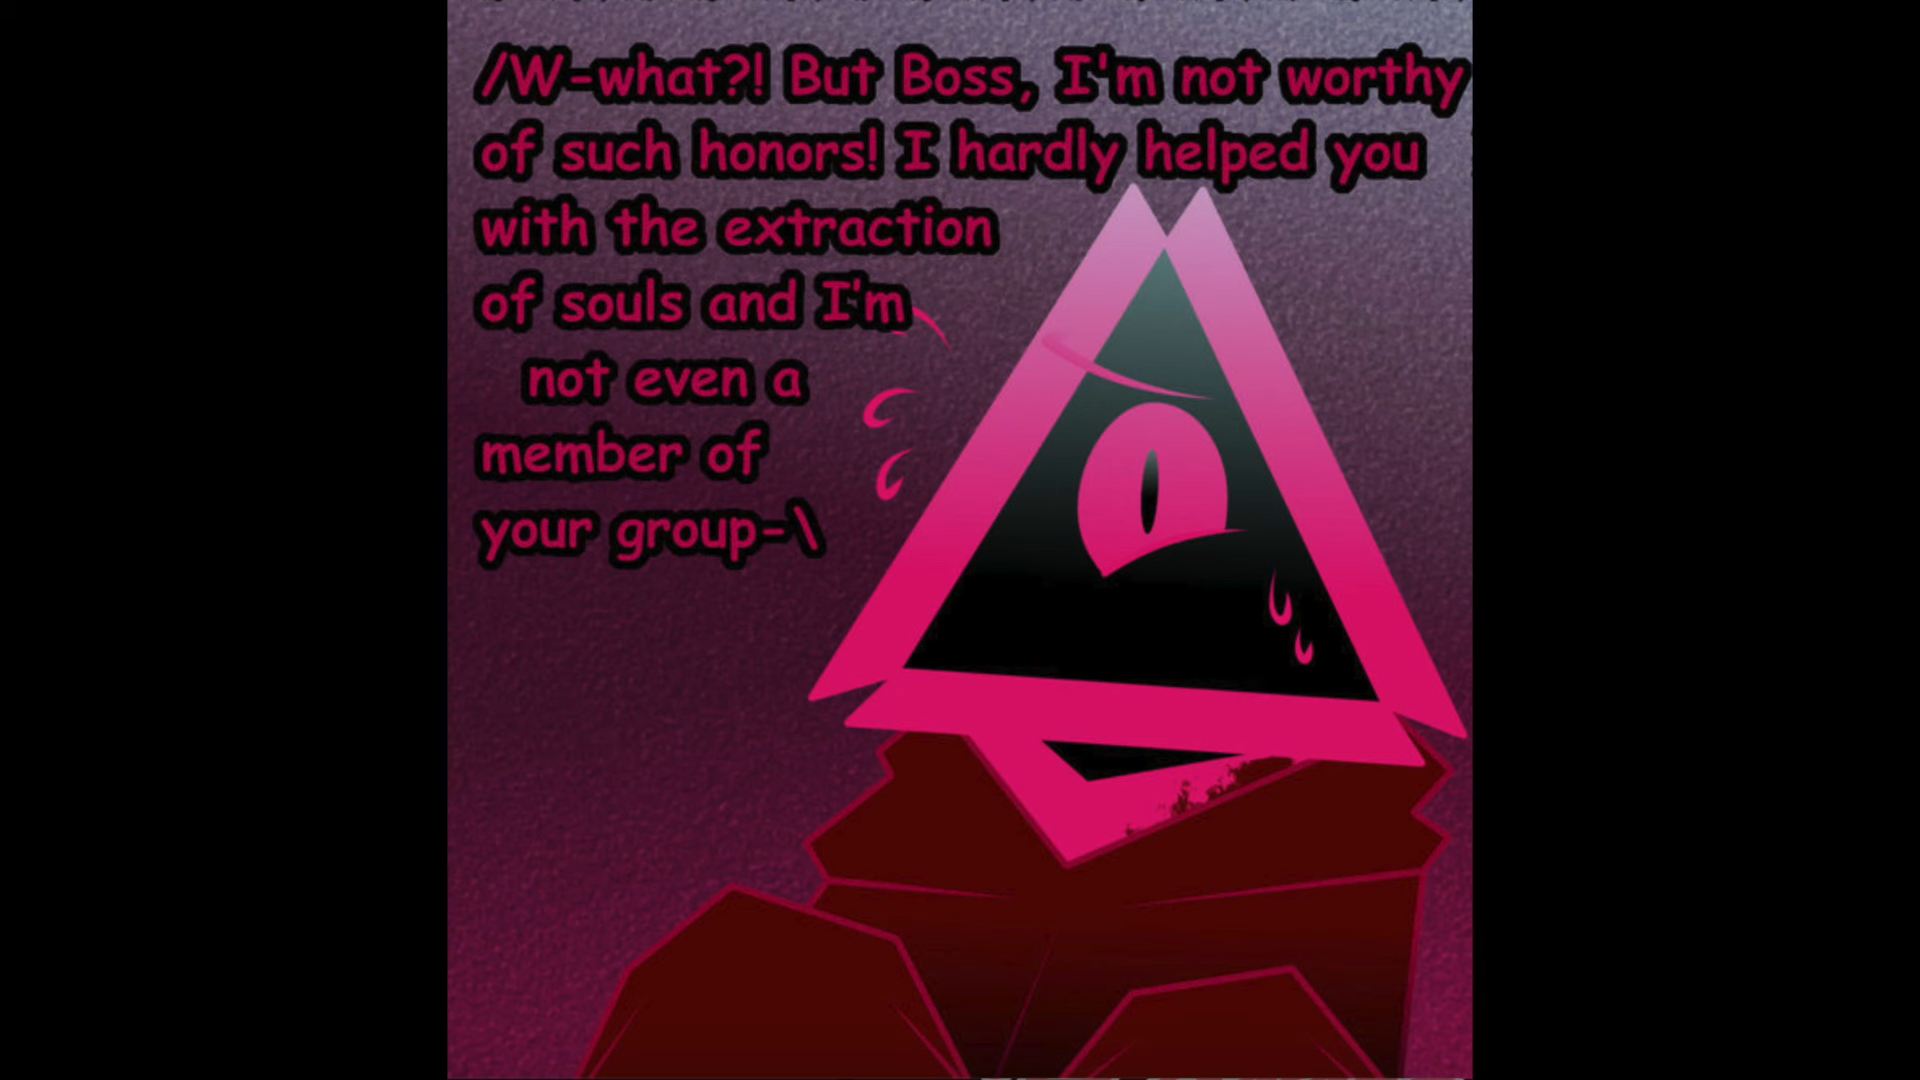 /W-what?! But Boss, I'm not worthy
of such honors! I hardly helped you
with the extraction
of souls and I'm
not even a
member of
your group-\